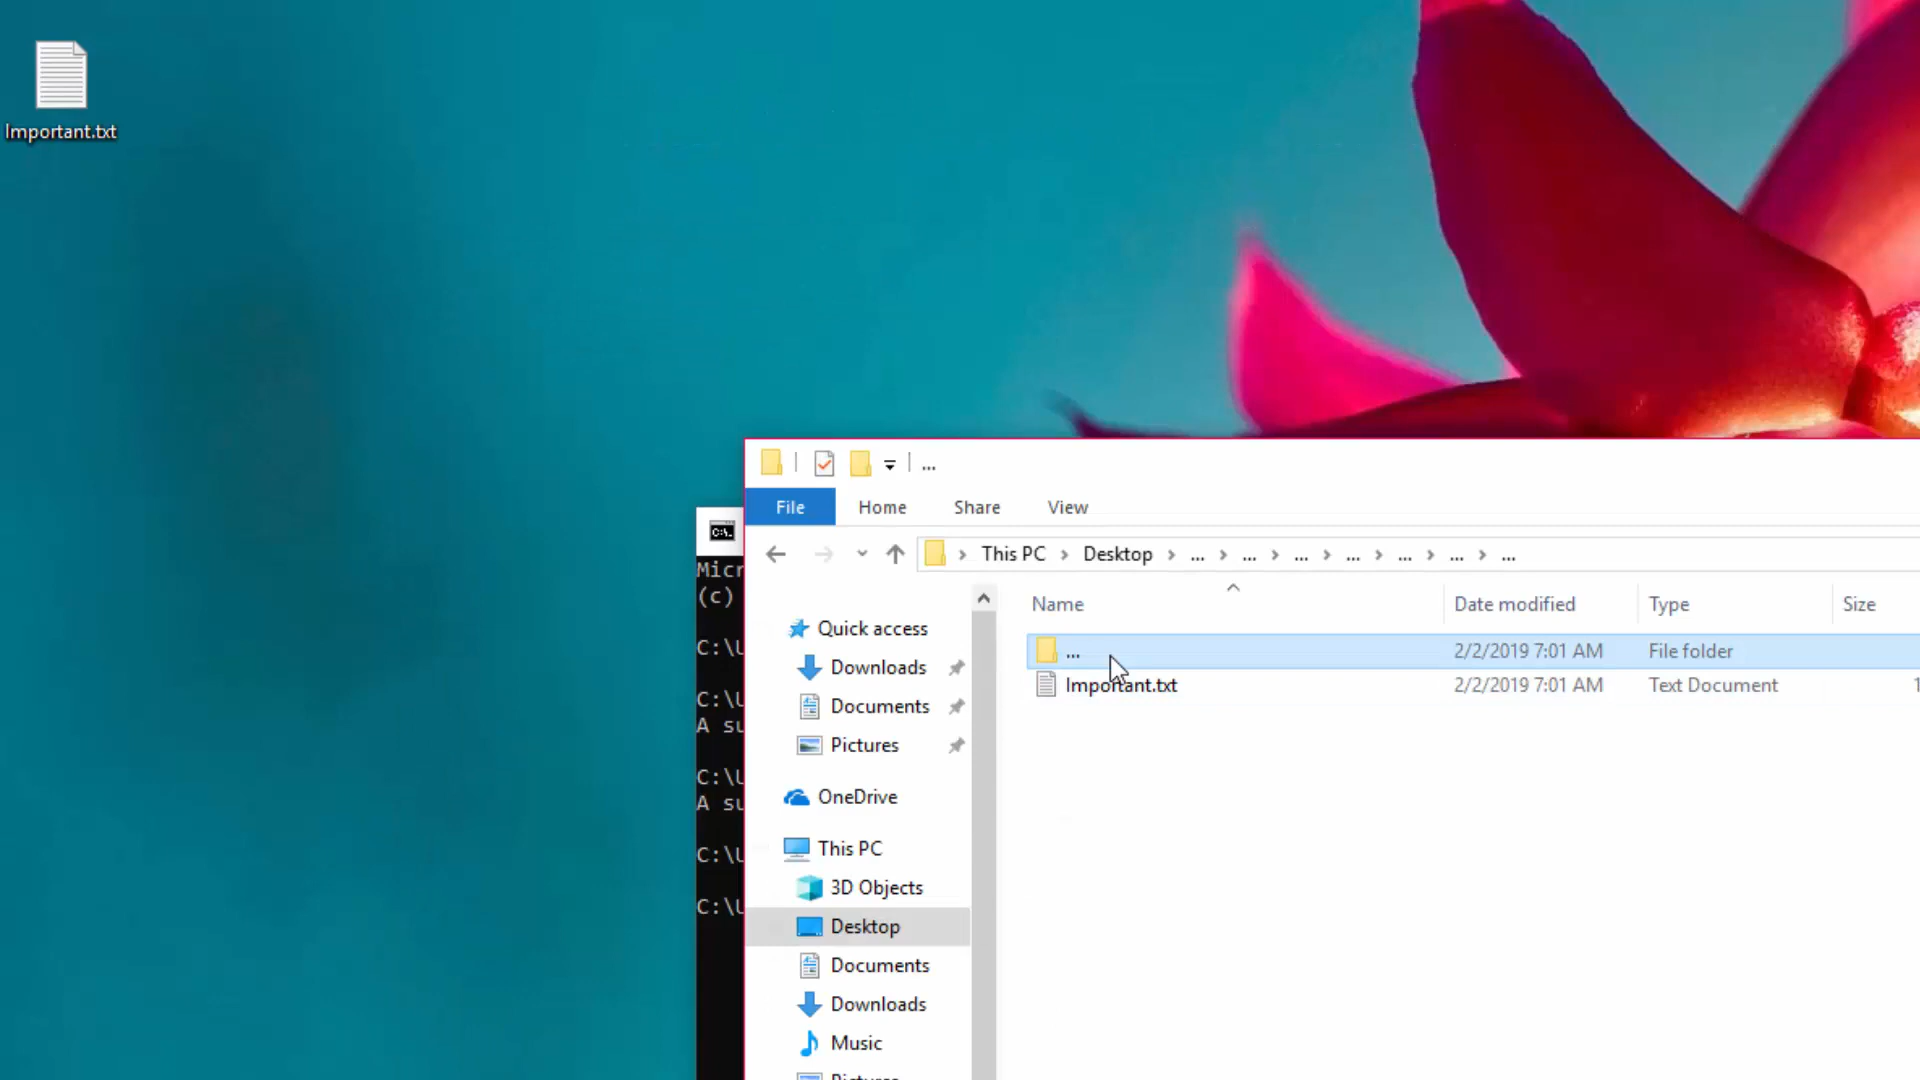 Important.txt
...
File Home Share View
This PC Desktop ... ... ... ... ... ... ...
Name Date modified Type Size
... 2/2/2019 7:01 AM File folder
Important.txt 2/2/2019 7:01 AM Text Document 1
Quick access
Downloads
Documents
Pictures
OneDrive
This PC
3D Objects
Desktop
Documents
Downloads
Music
Pictures
C:\.
Micr
(c)
C:\U
C:\U
A su
C:\U
A su
C:\U
C:\U